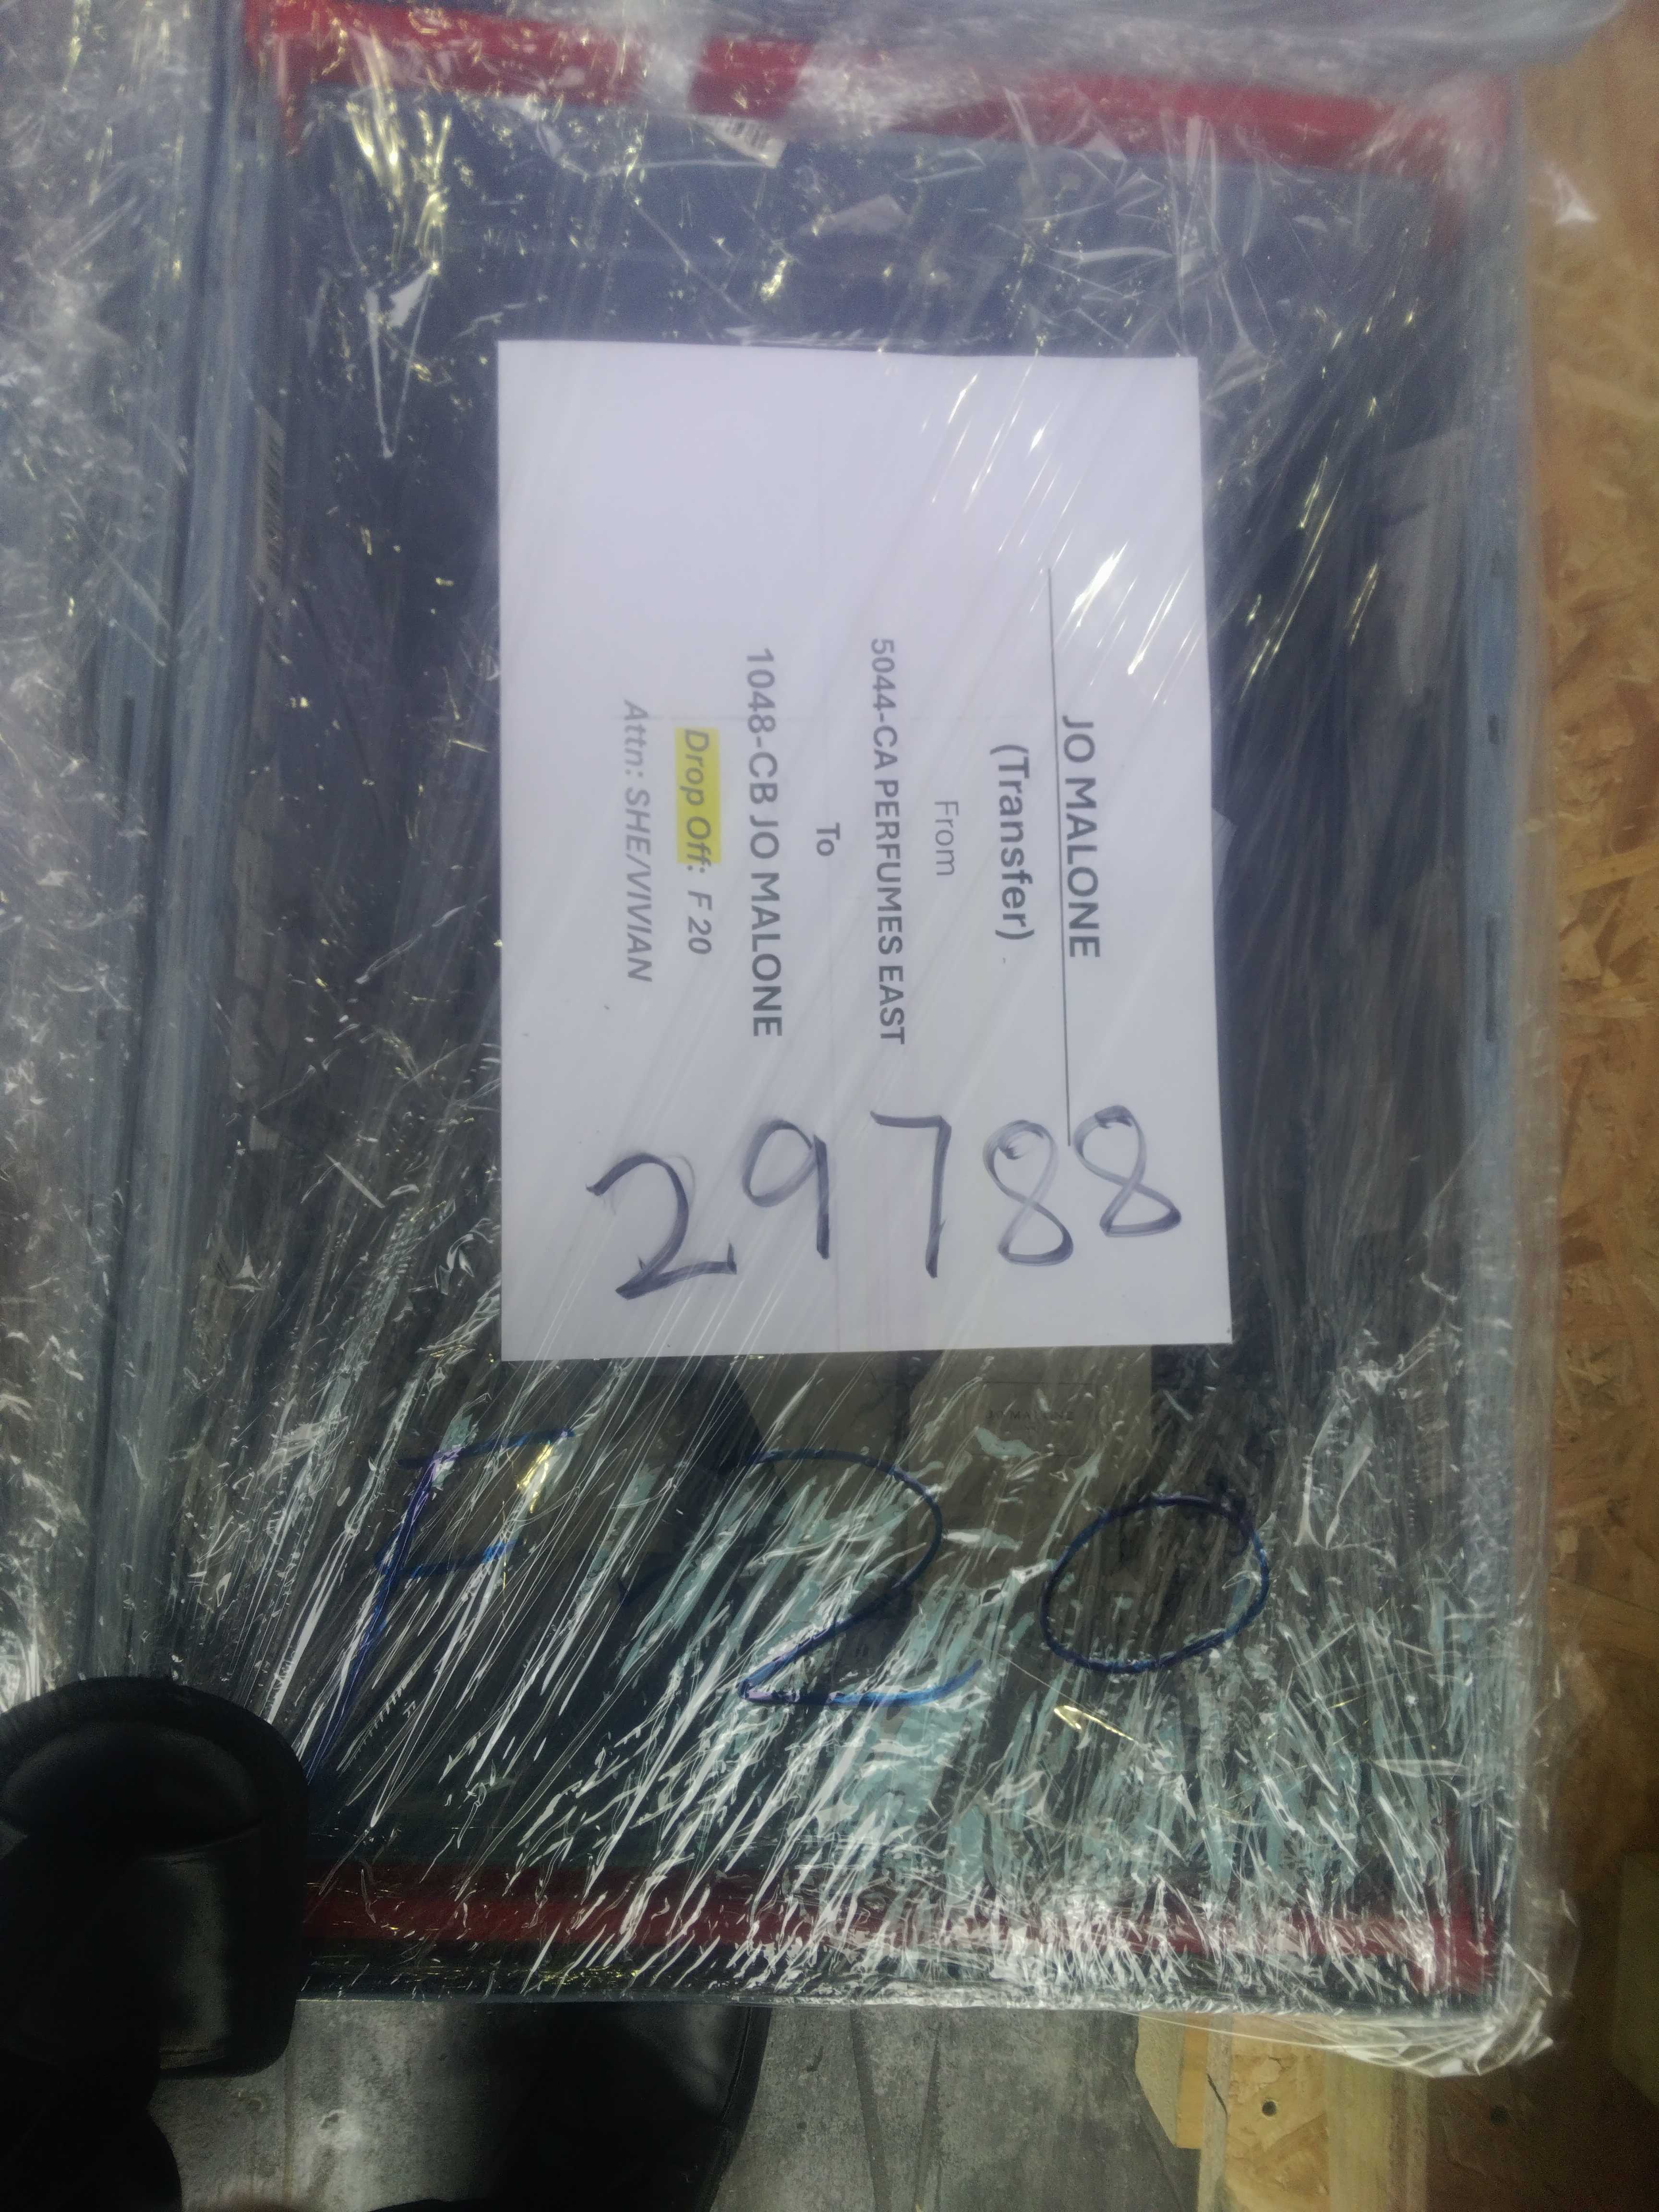 JO MALONE
(Transfer)
From
5044-CA PERFUMES EAST
To
1048-CB JO MALONE
Drop Off: F 20
Attn: SHE/VIVIAN
29788
F 20